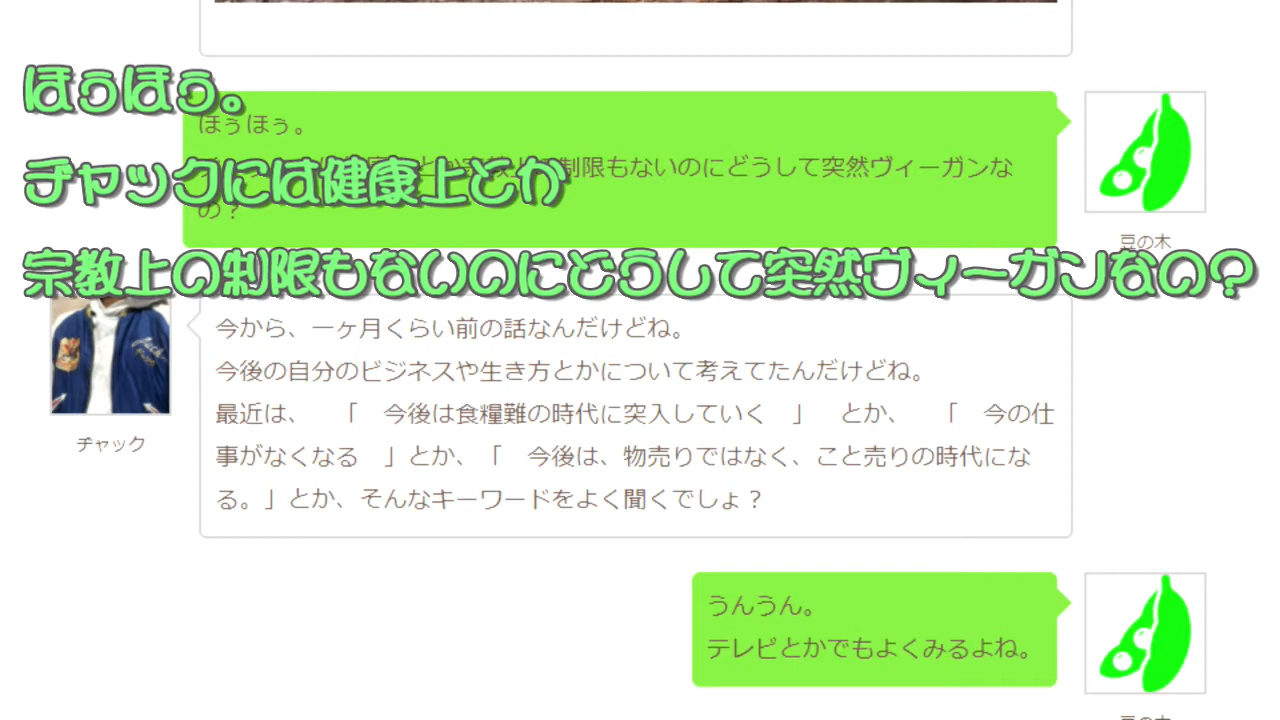 ほぅほぅ。
チャックには健康上とか
宗教上の制限もないのにどうして突然ヴィーガンなの？
ほぅほぅ。
制限もないのにどうして突然ヴィーガンな
の？
豆の木
今から、一ヶ月くらい前の話なんだけどね。
今後の自分のビジネスや生き方とかについて考えてたんだけどね。
最近は、　「　今後は食糧難の時代に突入していく　」　とか、　「　今の仕
事がなくなる　」とか、「　今後は、物売りではなく、こと売りの時代にな
る。」とか、そんなキーワードをよく聞くでしょ？
チャック
うんうん。
テレビとかでもよくみるよね。